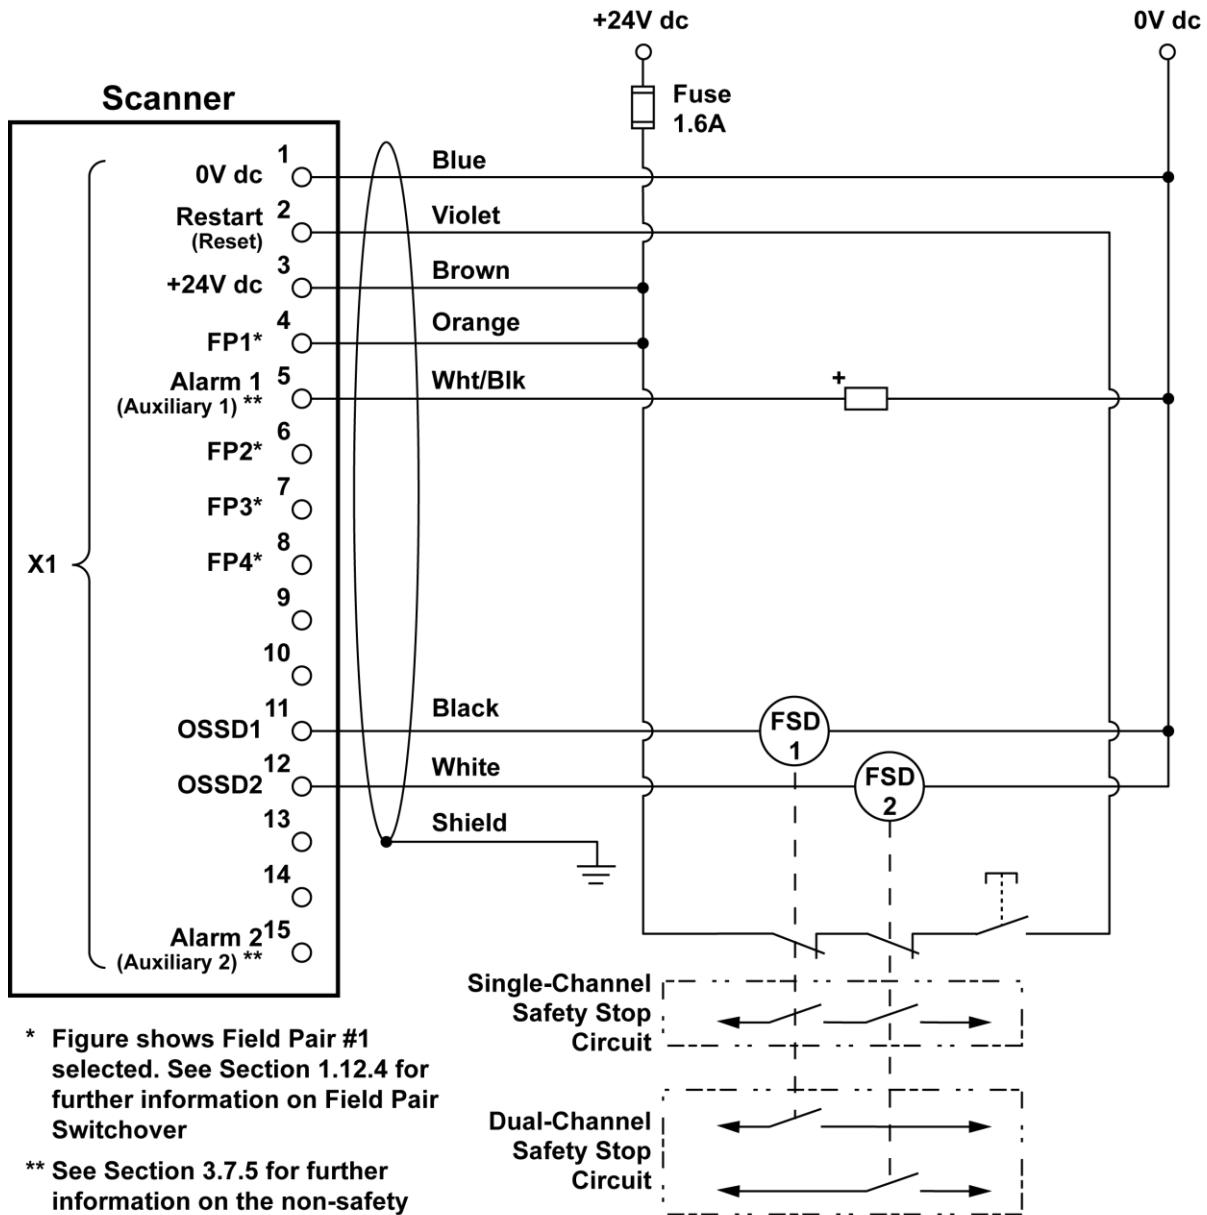 +24V dc
0V dc
Fuse
1.6A
Scanner
X1
0V dc
1
Blue
Restart
(Reset)
2
Violet
+24V dc
3
Brown
FP1*
4
Orange
Alarm 1
(Auxiliary 1) **
5
Wht/Blk
+
FP2*
6
FP3*
7
FP4*
8
9
10
OSSD1
11
Black
FSD
1
OSSD2
12
White
FSD
2
13
Shield
14
Alarm 2
(Auxiliary 2) **
15
Single-Channel
Safety Stop
Circuit
Dual-Channel
Safety Stop
Circuit
* Figure shows Field Pair #1
selected. See Section 1.12.4 for
further information on Field Pair
Switchover
** See Section 3.7.5 for further
information on the non-safety